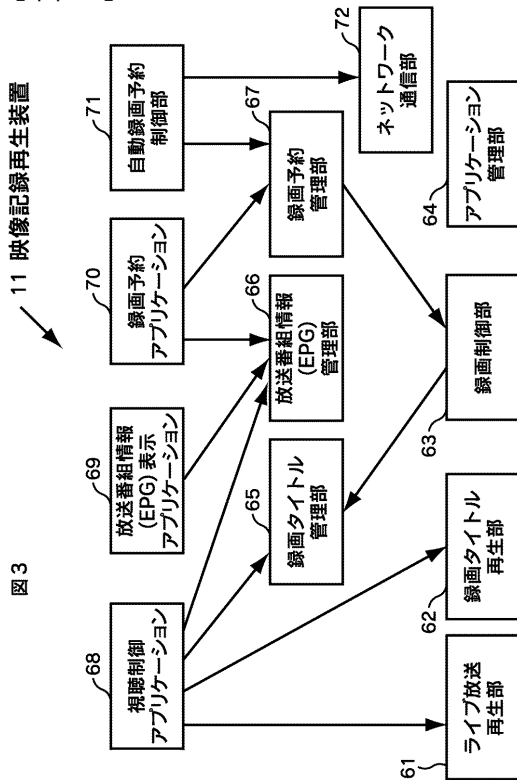 図3
11 映像記録再生装置
68
視聴制御
アプリケーション
69
放送番組情報
(EPG) 表示
アプリケーション
70
録画予約
アプリケーション
71
自動録画予約
制御部
65
録画タイトル
管理部
66
放送番組情報
(EPG)
管理部
67
録画予約
管理部
72
ネットワーク
通信部
61
ライブ放送
再生部
62
録画タイトル
再生部
63
録画制御部
64
アプリケーション
管理部